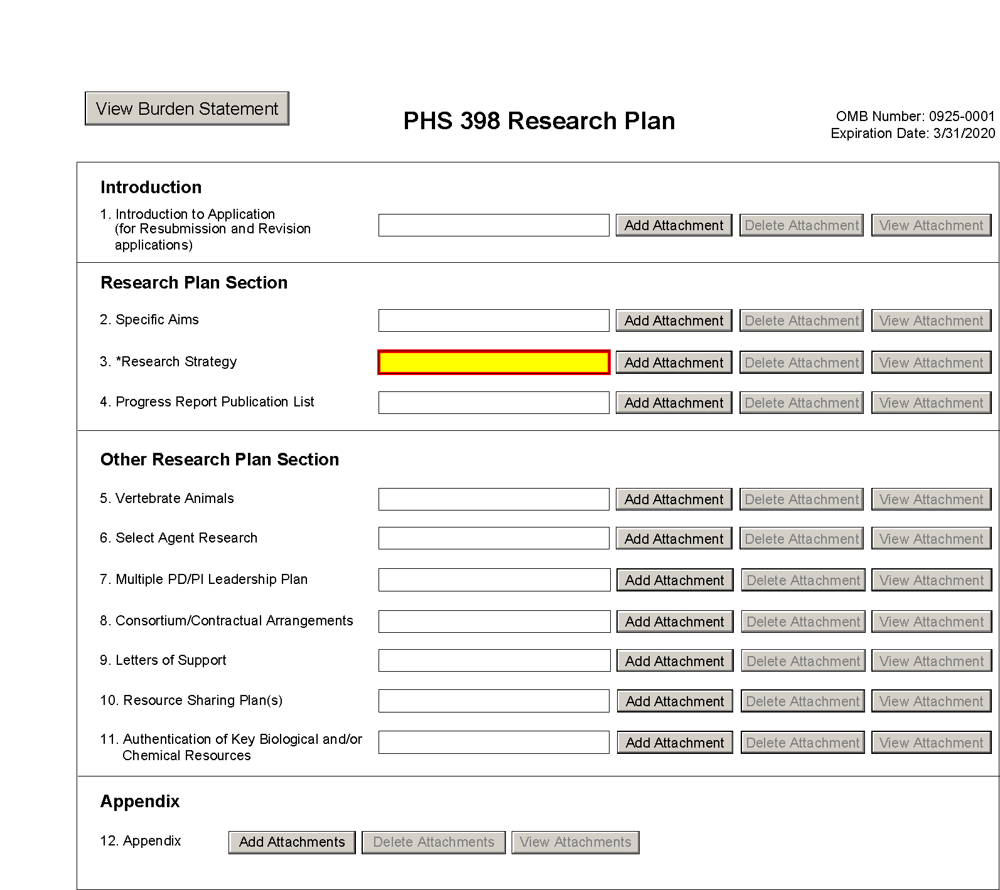 View Burden Statement
PHS 398 Research Plan
OMB Number: 0925-0001
Expiration Date: 3/31/2020
Introduction
1. Introduction to Application
(for Resubmission and Revision
applications)
Add Attachment Delete Attachment View Attachment
Research Plan Section
2. Specific Aims Add Attachment Delete Attachment View Attachment
3. *Research Strategy Add Attachment Delete Attachment View Attachment
4. Progress Report Publication List Add Attachment Delete Attachment View Attachment
Other Research Plan Section
5. Vertebrate Animals Add Attachment Delete Attachment View Attachment
6. Select Agent Research Add Attachment Delete Attachment View Attachment
7. Multiple PD/PI Leadership Plan Add Attachment Delete Attachment View Attachment
8. Consortium/Contractual Arrangements Add Attachment Delete Attachment View Attachment
9. Letters of Support Add Attachment Delete Attachment View Attachment
10. Resource Sharing Plan(s) Add Attachment Delete Attachment View Attachment
11. Authentication of Key Biological and/or Add Attachment Delete Attachment View Attachment
Chemical Resources
Appendix
12. Appendix Add Attachments Delete Attachments View Attachments